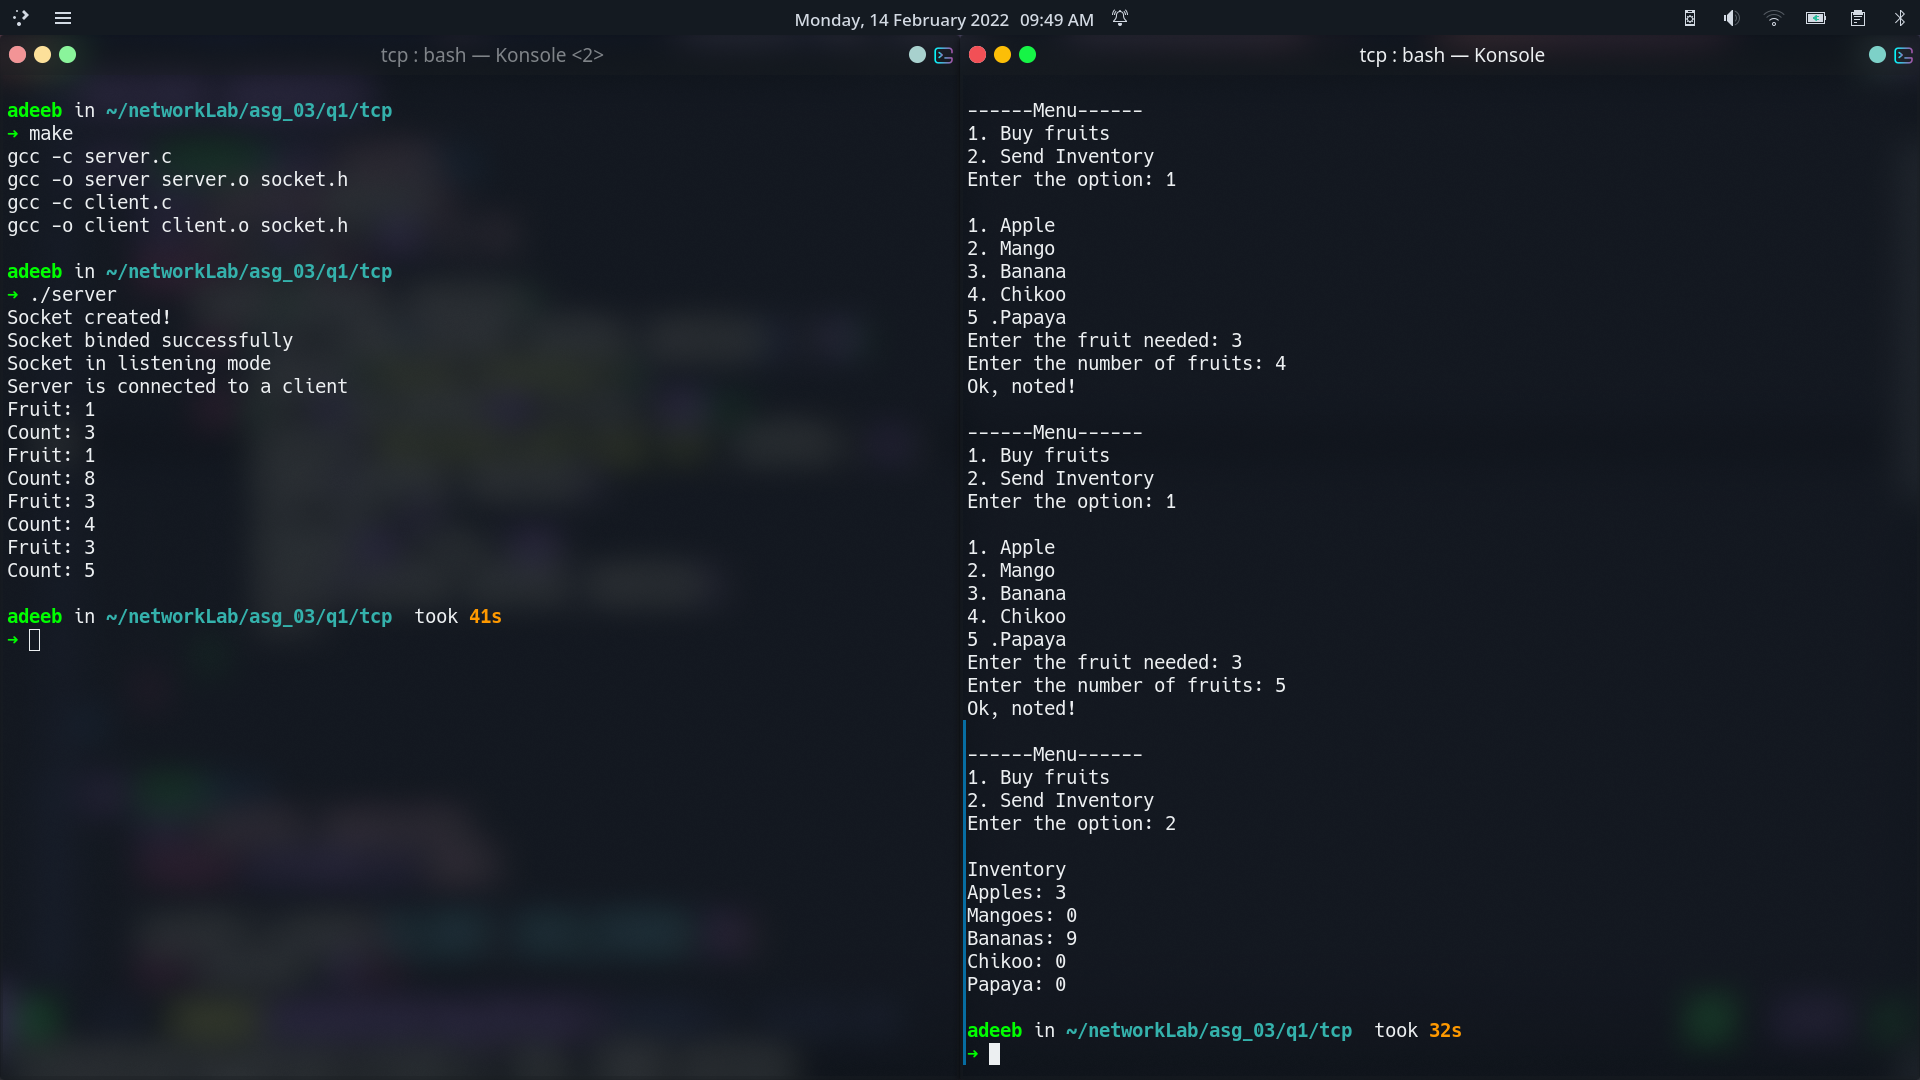 Monday, 14 February 2022 09:49 AM
tcp : bash — Konsole <2>
adeeb in ~/networkLab/asg_03/q1/tcp
→ make
gcc -c server.c
gcc -o server server.o socket.h
gcc -c client.c
gcc -o client client.o socket.h
adeeb in ~/networkLab/asg_03/q1/tcp
→ ./server
Socket created!
Socket binded successfully
Socket in listening mode
Server is connected to a client
Fruit: 1
Count: 3
Fruit: 1
Count: 8
Fruit: 3
Count: 4
Fruit: 3
Count: 5
adeeb in ~/networkLab/asg_03/q1/tcp  took 41s
→
tcp : bash — Konsole
------Menu------
1. Buy fruits
2. Send Inventory
Enter the option: 1
1. Apple
2. Mango
3. Banana
4. Chikoo
5 .Papaya
Enter the fruit needed: 3
Enter the number of fruits: 4
Ok, noted!
------Menu------
1. Buy fruits
2. Send Inventory
Enter the option: 1
1. Apple
2. Mango
3. Banana
4. Chikoo
5 .Papaya
Enter the fruit needed: 3
Enter the number of fruits: 5
Ok, noted!
------Menu------
1. Buy fruits
2. Send Inventory
Enter the option: 2
Inventory
Apples: 3
Mangoes: 0
Bananas: 9
Chikoo: 0
Papaya: 0
adeeb in ~/networkLab/asg_03/q1/tcp  took 32s
→